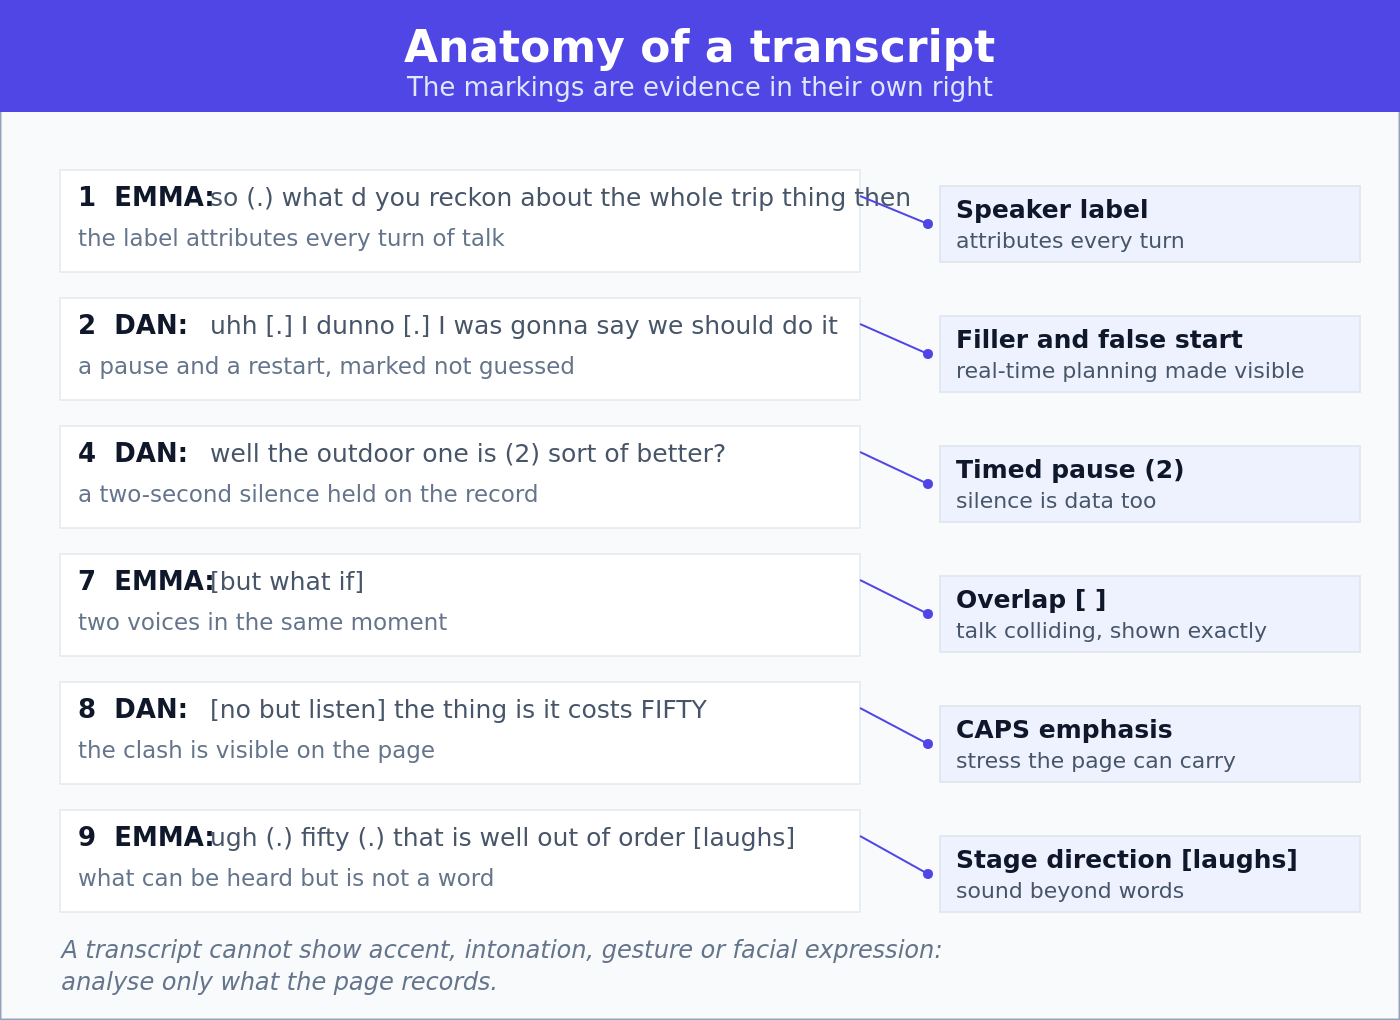 Anatomy of a transcript
The markings are evidence in their own right
1 EMMA: so (.) what d you reckon about the whole trip thing then
the label attributes every turn of talk
Speaker label
attributes every turn
2 DAN: uhh [.] I dunno [.] I was gonna say we should do it
a pause and a restart, marked not guessed
Filler and false start
real-time planning made visible
4 DAN: well the outdoor one is (2) sort of better?
a two-second silence held on the record
Timed pause (2)
silence is data too
7 EMMA: [but what if]
two voices in the same moment
Overlap [ ]
talk colliding, shown exactly
8 DAN: [no but listen] the thing is it costs FIFTY
the clash is visible on the page
CAPS emphasis
stress the page can carry
9 EMMA: ugh (.) fifty (.) that is well out of order [laughs]
what can be heard but is not a word
Stage direction [laughs]
sound beyond words
A transcript cannot show accent, intonation, gesture or facial expression:
analyse only what the page records.